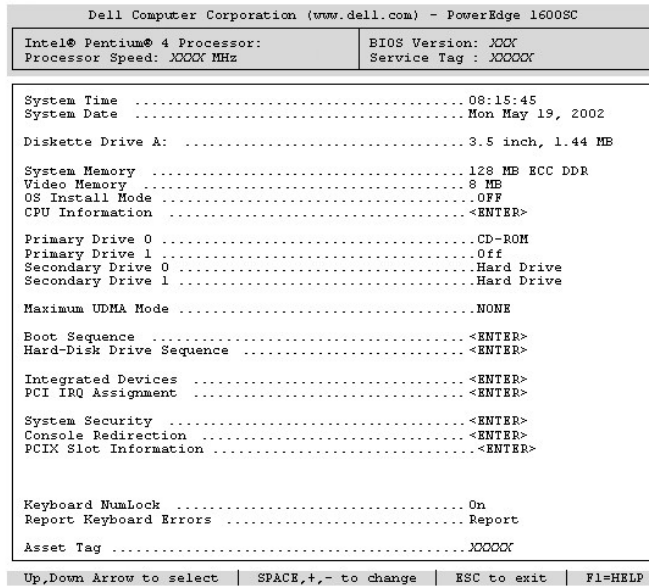 Dell Computer Corporation (www.dell.com) - PowerEdge 1600SC
Intel® Pentium® 4 Processor:
Processor Speed: XXXX MHz
BIOS Version: XXX
Service Tag : XXXXX
System Time ........................................08:15:45
System Date ........................................Mon May 19, 2002
Diskette Drive A: ..................................3.5 inch, 1.44 MB
System Memory ......................................128 MB ECC DDR
Video Memory .......................................8 MB
OS Install Mode ....................................OFF
CPU Information ....................................<ENTER>
Primary Drive 0 .....................................CD-ROM
Primary Drive 1 .....................................Off
Secondary Drive 0 ...................................Hard Drive
Secondary Drive 1 ...................................Hard Drive
Maximum UDMA Mode ...................................NONE
Boot Sequence ......................................<ENTER>
Hard-Disk Drive Sequence ...........................<ENTER>
Integrated Devices .................................<ENTER>
PCI IRQ Assignment .................................<ENTER>
System Security ....................................<ENTER>
Console Redirection ................................<ENTER>
PCIX Slot Information ................................<ENTER>
Keyboard NumLock ................................... On
Report Keyboard Errors .............................Report
Asset Tag ..........................................XXXXX
Up,Down Arrow to select | SPACE,+,- to change | ESC to exit | F1=HELP